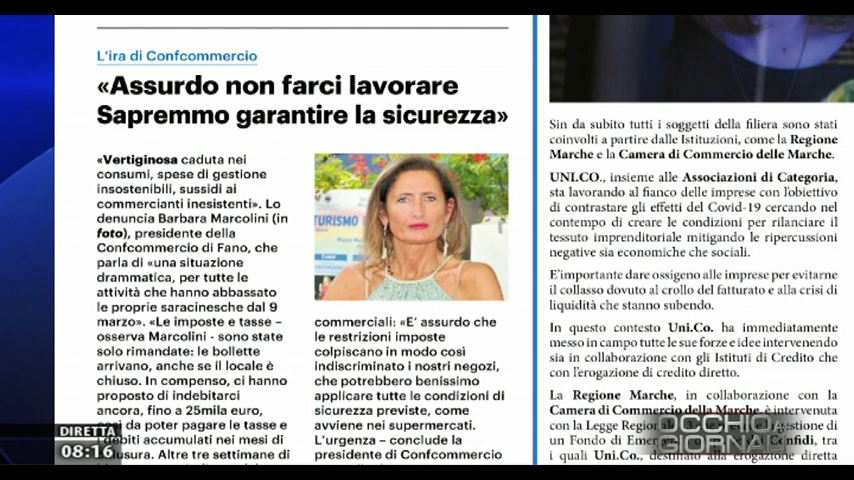 L'ira di Confcommercio
«Assurdo non farci lavorare
Sapremmo garantire la sicurezza»
«Vertiginosa caduta nei
consumi, spese di gestione
insostenibili, sussidi ai
commercianti inesistenti». Lo
denuncia Barbara Marcolini (in
foto), presidente della
Confcommercio di Fano, che
parla di «una situazione
drammatica, per tutte le
attività che hanno abbassato
le proprie saracinesche dal 9
marzo». «Le imposte e tasse –
osserva Marcolini - sono state
solo rimandate: le bollette
arrivano, anche se il locale è
chiuso. In compenso, ci hanno
proposto di indebitarci
ancora, fino a 25mila euro,
da poter pagare le tasse e
debiti accumulati nei mesi di
Altre tre settimane di
TURISMO
commerciali: «E' assurdo che
le restrizioni imposte
colpiscano in modo così
indiscriminato i nostri negozi,
che potrebbero benissimo
applicare tutte le condizioni di
sicurezza previste, come
avviene nei supermercati.
L'urgenza – conclude la
presidente di Confcommercio
Sin da subito tutti i soggetti della filiera sono stati
coinvolti a partire dalle Istituzioni, come la Regione
Marche e la Camera di Commercio delle Marche.
UNI.CO., insieme alle Associazioni di Categoria,
sta lavorando al fianco delle imprese con l'obiettivo
di contrastare gli effetti del Covid-19 cercando nel
contempo di creare le condizioni per rilanciare il
tessuto imprenditoriale mitigando le ripercussioni
negative sia economiche che sociali.
E'importante dare ossigeno alle imprese per evitarne
il collasso dovuto al crollo del fatturato e alla crisi di
liquidità che stanno subendo.
In questo contesto Uni.Co. ha immediatamente
messo in campo tutte le sue forze e idee intervenendo
sia in collaborazione con gli Istituti di Credito che
con l'erogazione di credito diretto.
La Regione Marche, in collaborazione con la
Camera di Commercio della Marche, è intervenuta
con la Legge Regionale gestione
di un Fondo di Emergenza Confidi, tra
i quali Uni.Co., destinato alla erogazione diretta
DIRETTA
08:16
OCCHIO AI
GIORNALI